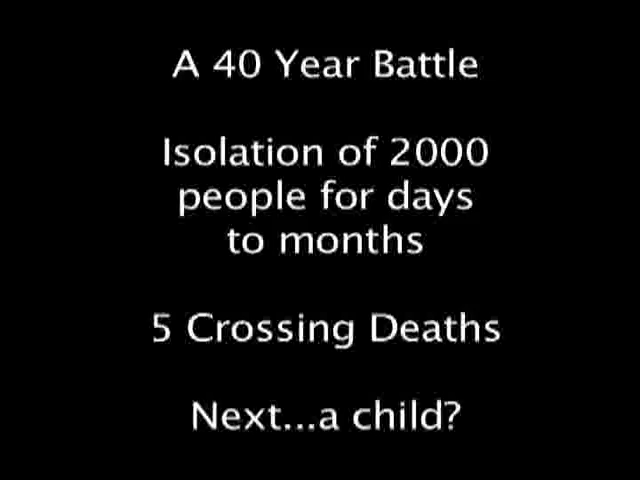 A 40 Year Battle
Isolation of 2000
people for days
to months
5 Crossing Deaths
Next...a child?